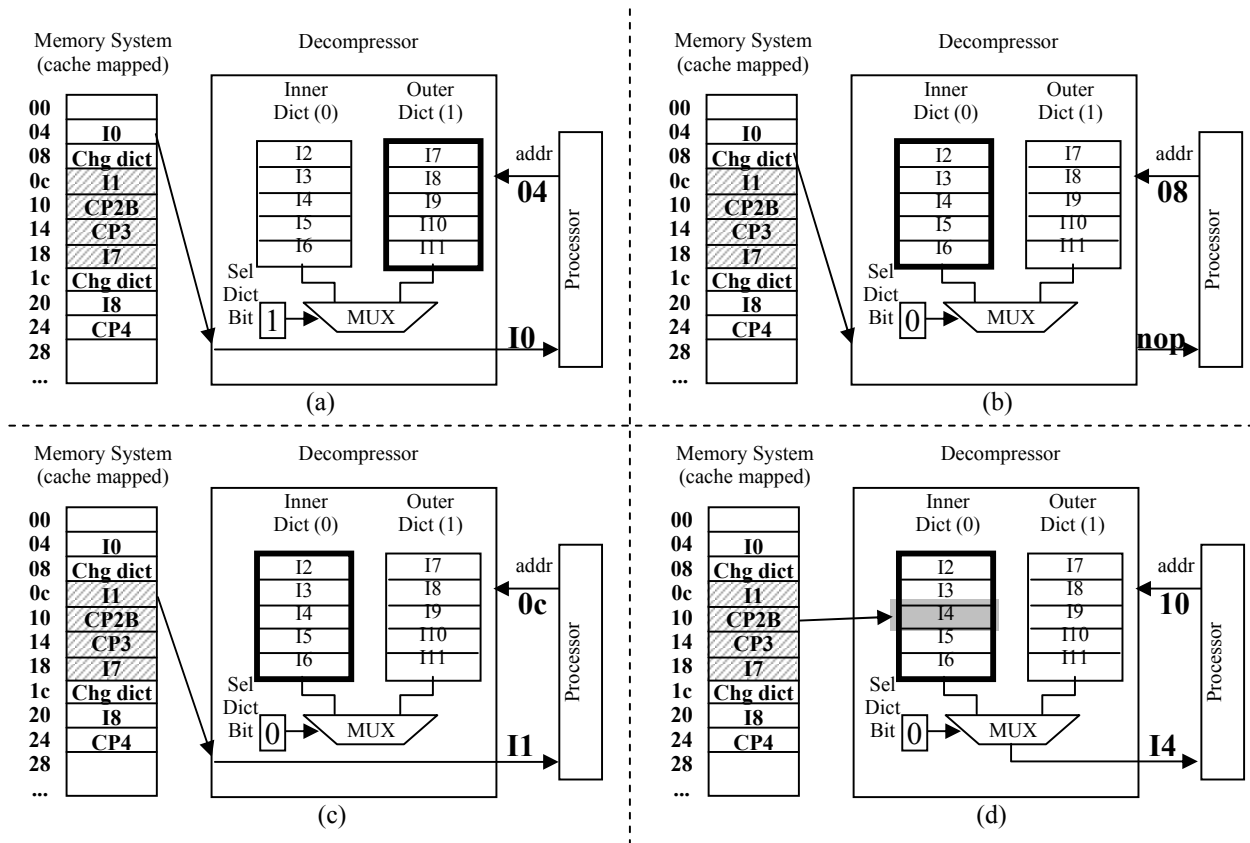 Memory System
(cache mapped)
Decompressor
Inner
Dict (0)
Outer
Dict (1)
00
04 I0
08 Chg dict
0c I1
10 CP2B
14 CP3
18 I7
1c Chg dict
20 I8
24 CP4
28
...
I2
I3
I4
I5
I6
I7
I8
I9
I10
I11
Sel
Dict
Bit
1
MUX
addr
04
Processor
I0
(a)
Memory System
(cache mapped)
Decompressor
Inner
Dict (0)
Outer
Dict (1)
00
04 I0
08 Chg dict
0c I1
10 CP2B
14 CP3
18 I7
1c Chg dict
20 I8
24 CP4
28
...
I2
I3
I4
I5
I6
I7
I8
I9
I10
I11
Sel
Dict
Bit
0
MUX
addr
08
Processor
nop
(b)
Memory System
(cache mapped)
Decompressor
Inner
Dict (0)
Outer
Dict (1)
00
04 I0
08 Chg dict
0c I1
10 CP2B
14 CP3
18 I7
1c Chg dict
20 I8
24 CP4
28
...
I2
I3
I4
I5
I6
I7
I8
I9
I10
I11
Sel
Dict
Bit
0
MUX
addr
0c
Processor
I1
(c)
Memory System
(cache mapped)
Decompressor
Inner
Dict (0)
Outer
Dict (1)
00
04 I0
08 Chg dict
0c I1
10 CP2B
14 CP3
18 I7
1c Chg dict
20 I8
24 CP4
28
...
I2
I3
I4
I5
I6
I7
I8
I9
I10
I11
Sel
Dict
Bit
0
MUX
addr
10
Processor
I4
(d)